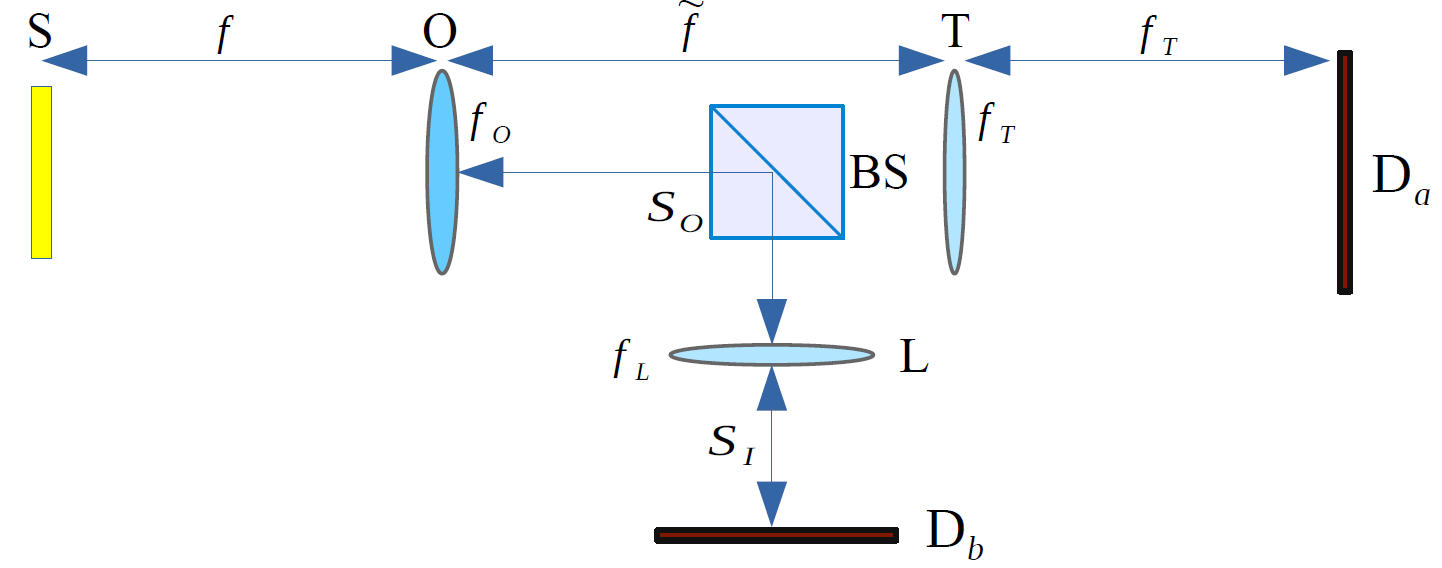 S f O f̃ T f_T
f_O f_T
BS D_a
S_O
f_L L
S_I
D_b